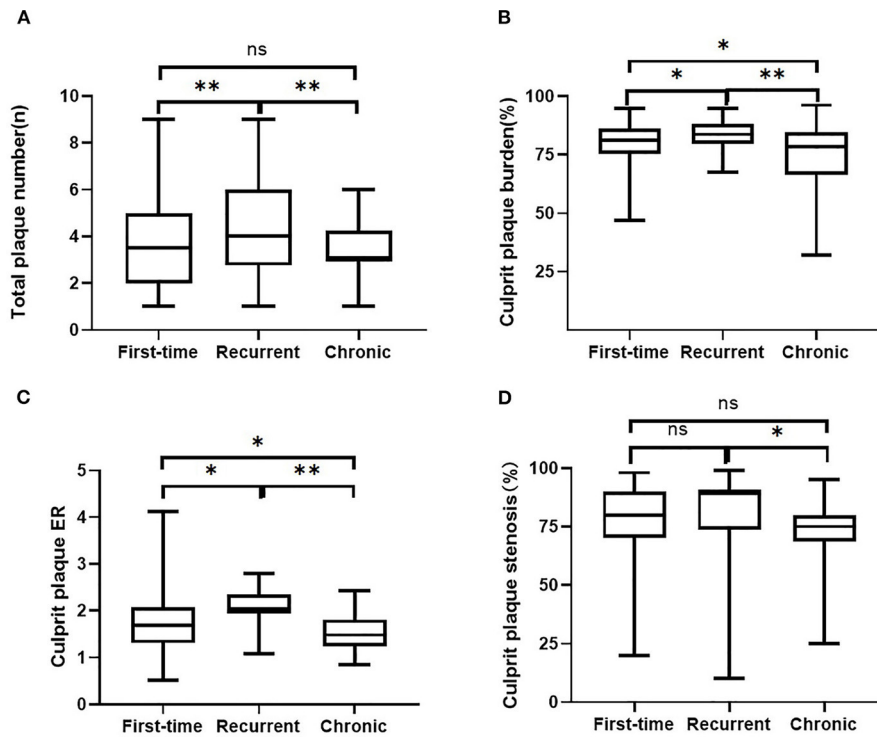 A
ns
**
**
10
8
6
4
2
0
Total plaque number(n)
First-time Recurrent Chronic
B
*
*
**
100
75
50
25
Culprit plaque burden(%)
First-time Recurrent Chronic
C
*
*
**
5
4
3
2
1
0
Culprit plaque ER
First-time Recurrent Chronic
D
ns
ns
*
100
75
50
25
0
Culprit plaque stenosis(%)
First-time Recurrent Chronic